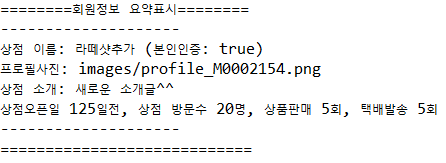 ========회원정보 요약표시========
--------------------
상점 이름: 라떼샷추가 (본인인증: true)
프로필사진: images/profile_M0002154.png
상점 소개: 새로운 소개글^^
상점오픈일 125일전, 상점 방문수 20명, 상품판매 5회, 택배발송 5회
--------------------
============================